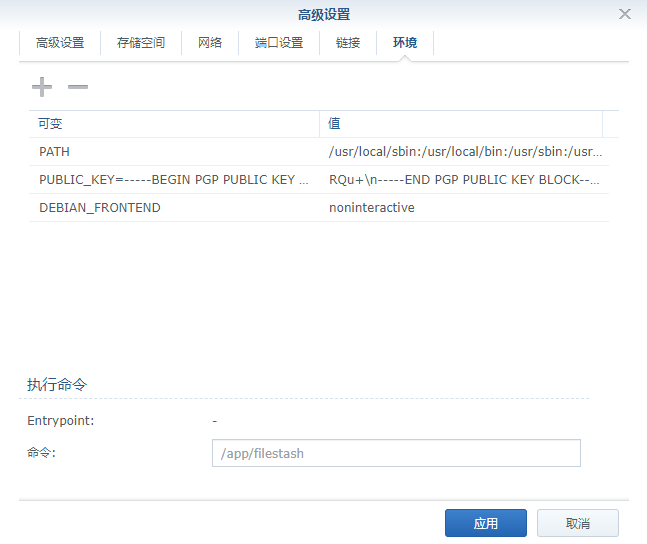 高级设置
高级设置 存储空间 网络 端口设置 链接 环境
可变 值
PATH /usr/local/sbin:/usr/local/bin:/usr/sbin:/usr...
PUBLIC_KEY=-----BEGIN PGP PUBLIC KEY ... RQu+\n-----END PGP PUBLIC KEY BLOCK--...
DEBIAN_FRONTEND noninteractive
执行命令
Entrypoint: -
命令: /app/filestash
应用 取消